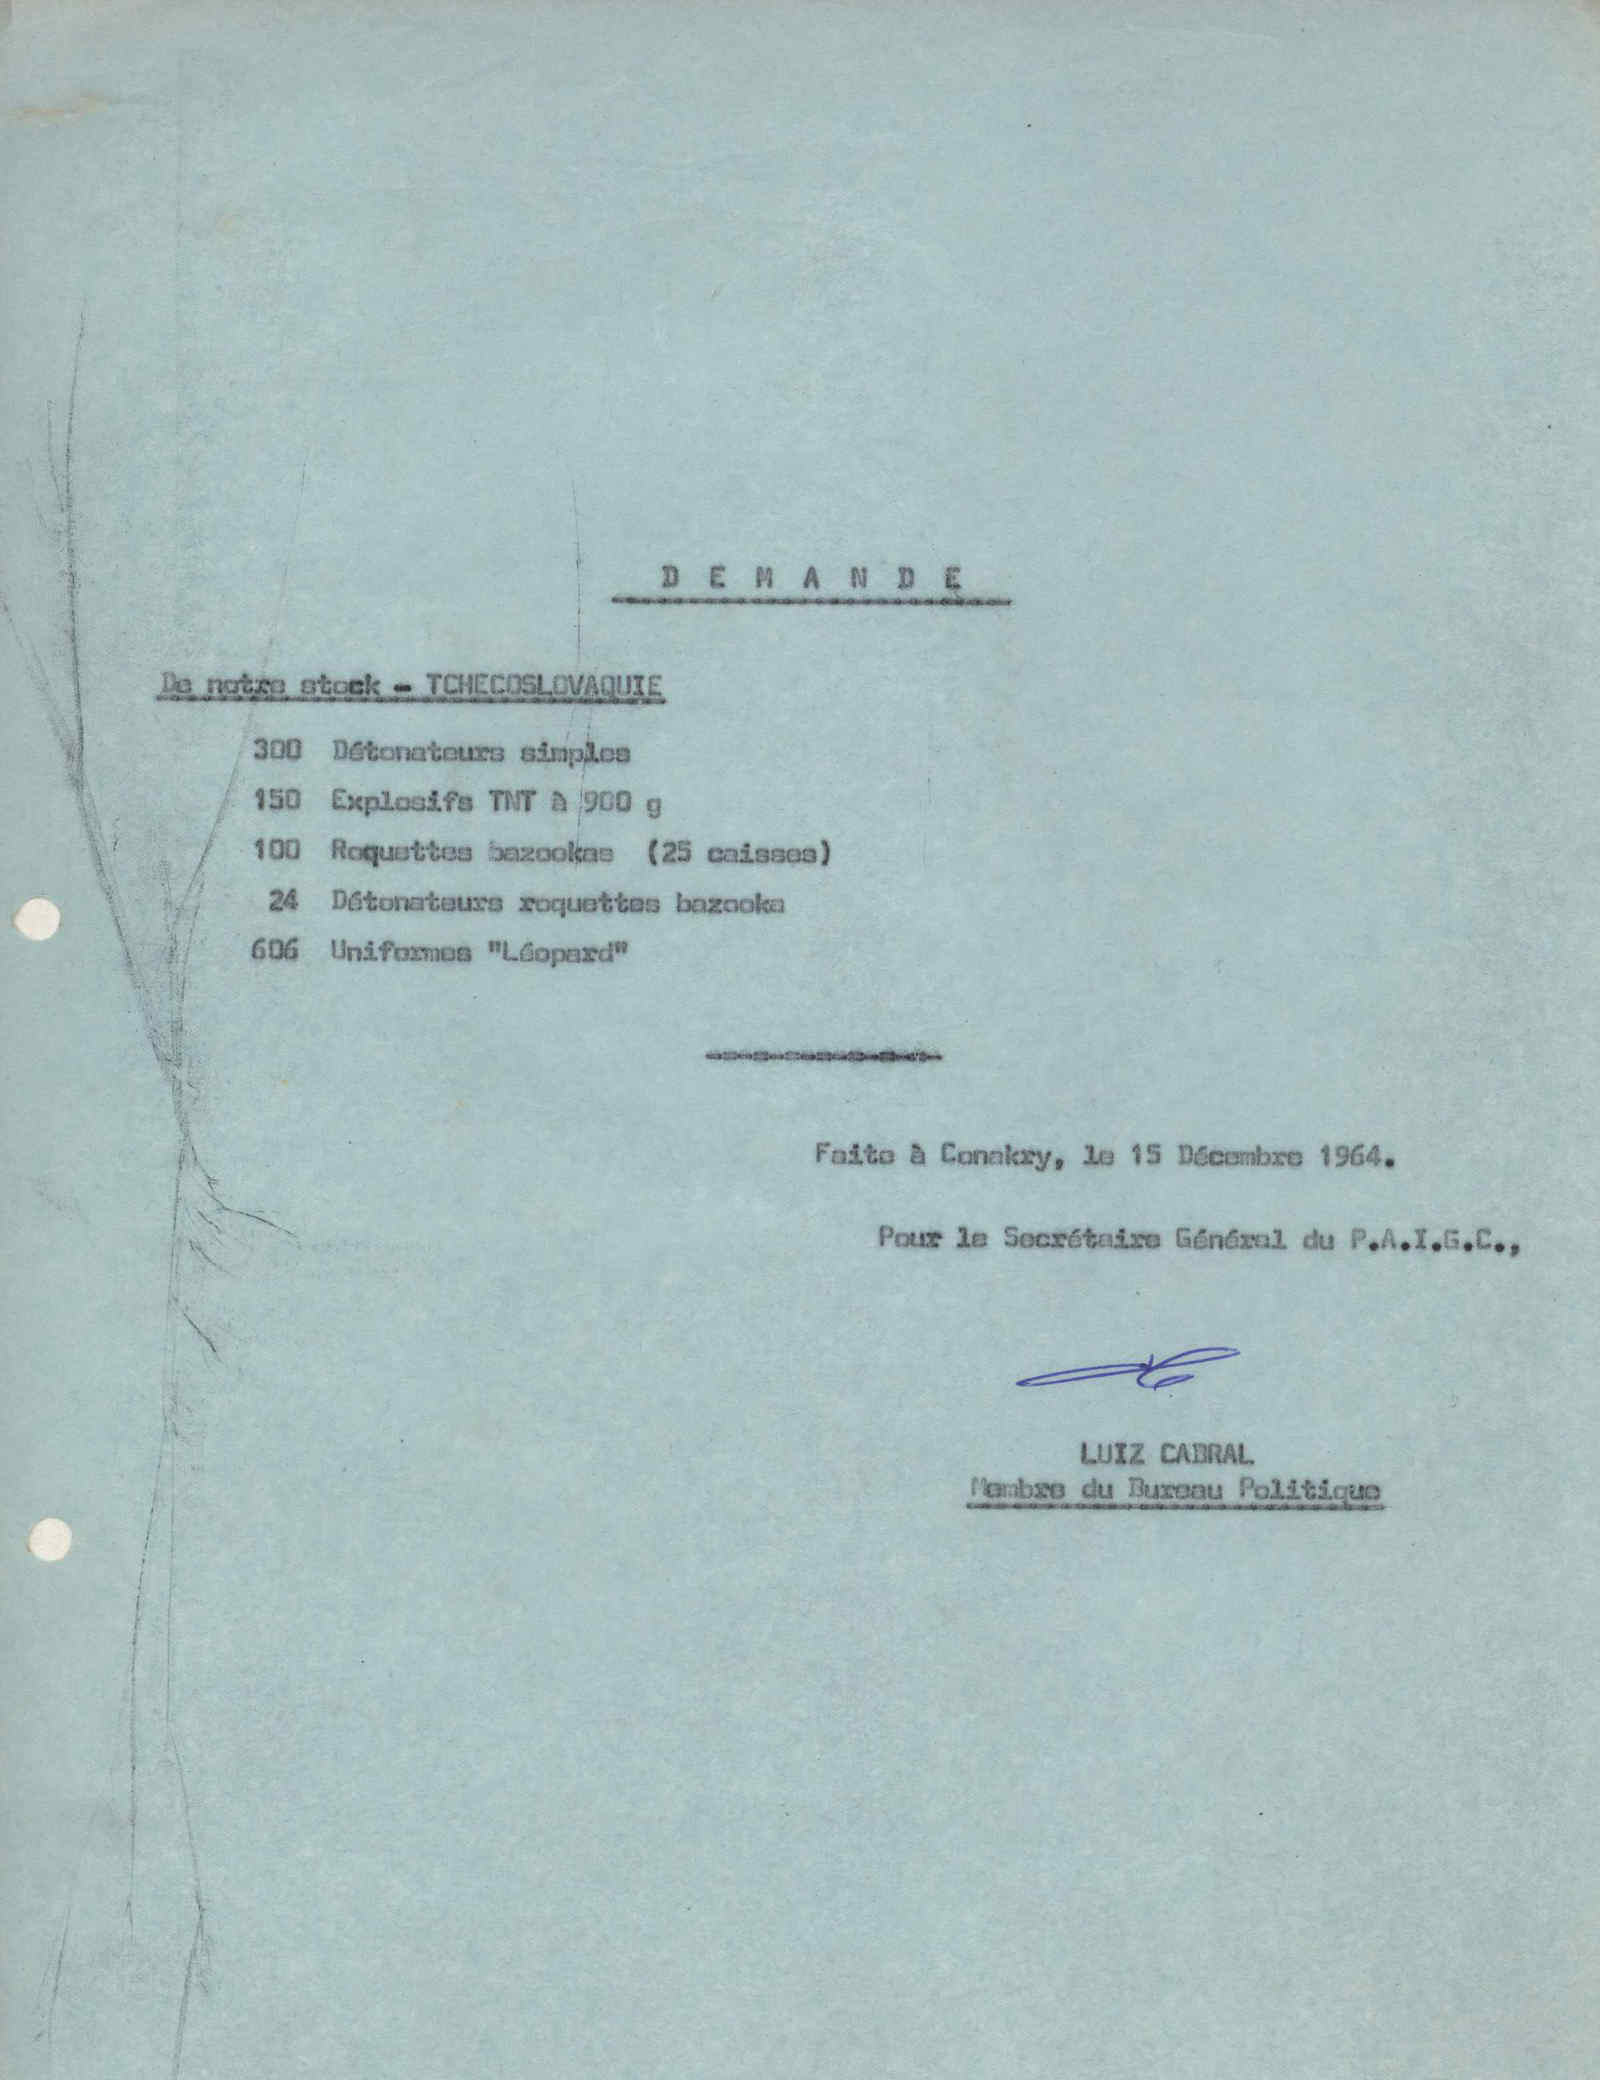 D E M A N D E
De notre stock - TCHECOSLOVAQUIE
300 Détonateurs simples
150 Explosifs TNT à 900 g
100 Roquettes bazookas (25 caisses)
24 Détonateurs roquettes bazooka
606 Uniformes "Léopard"
Faite à Conakry, le 15 Décembre 1964.
Pour le Secrétaire Général du P.A.I.G.C.,
LUIZ CABRAL
Membre du Bureau Politique